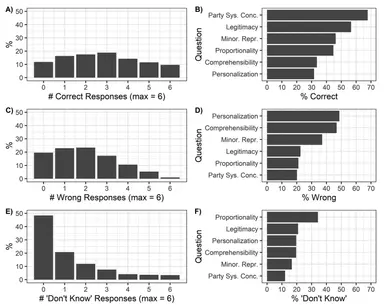 A)
%
50
40
30
20
10
0
0 1 2 3 4 5 6
# Correct Responses (max = 6)
B)
Question
Party Sys. Conc.
Legitimacy
Minor. Repr.
Proportionality
Comprehensibility
Personalization
0 10 20 30 40 50 60 70
% Correct
C)
%
50
40
30
20
10
0
0 1 2 3 4 5 6
# Wrong Responses (max = 6)
D)
Question
Personalization
Comprehensibility
Minor. Repr.
Legitimacy
Proportionality
Party Sys. Conc.
0 10 20 30 40 50 60 70
% Wrong
E)
%
50
40
30
20
10
0
0 1 2 3 4 5 6
# 'Don't Know' Responses (max = 6)
F)
Question
Proportionality
Legitimacy
Personalization
Comprehensibility
Minor. Repr.
Party Sys. Conc.
0 10 20 30 40 50 60 70
% 'Don't Know'